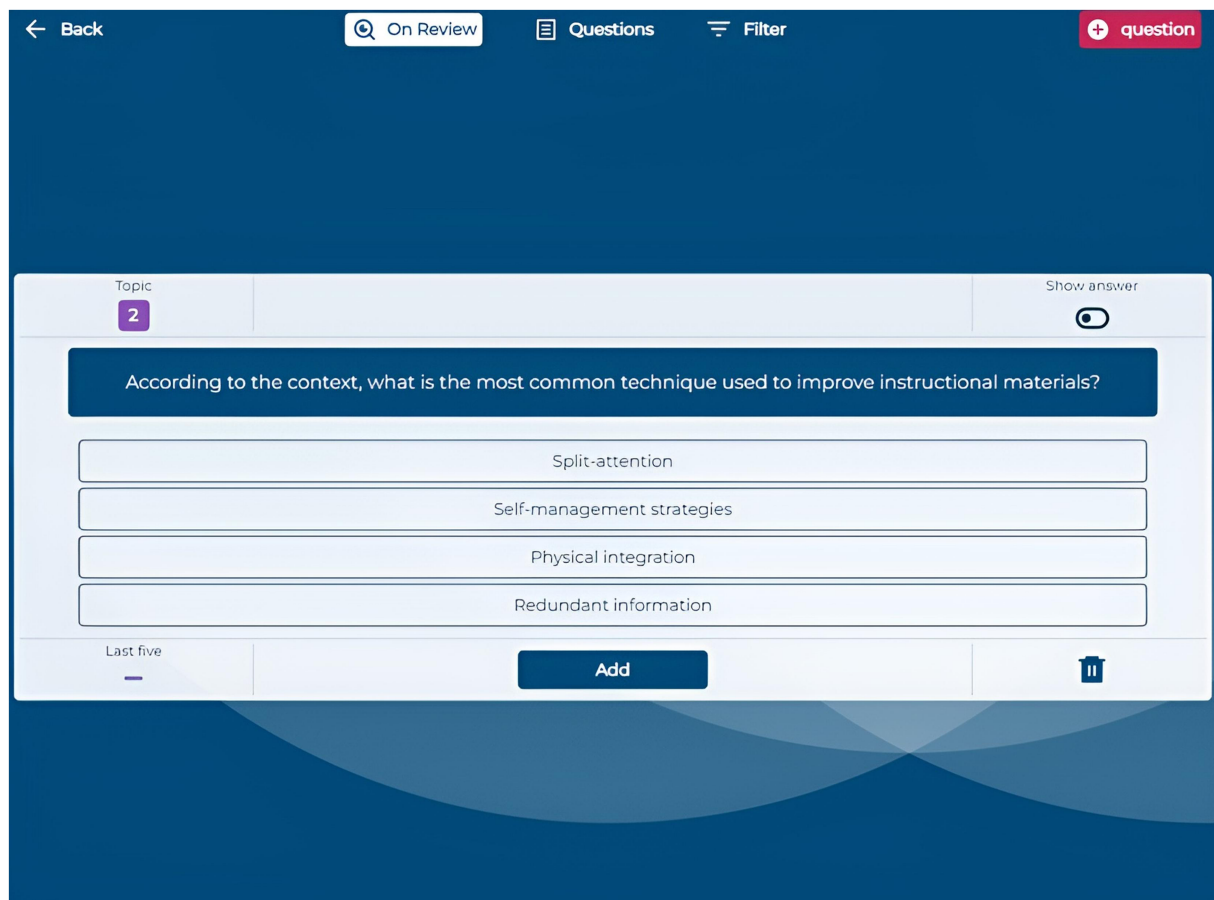 Back
On Review
Questions
Filter
question
Topic
2
Show answer
According to the context, what is the most common technique used to improve instructional materials?
Split-attention
Self-management strategies
Physical integration
Redundant information
Last five
Add